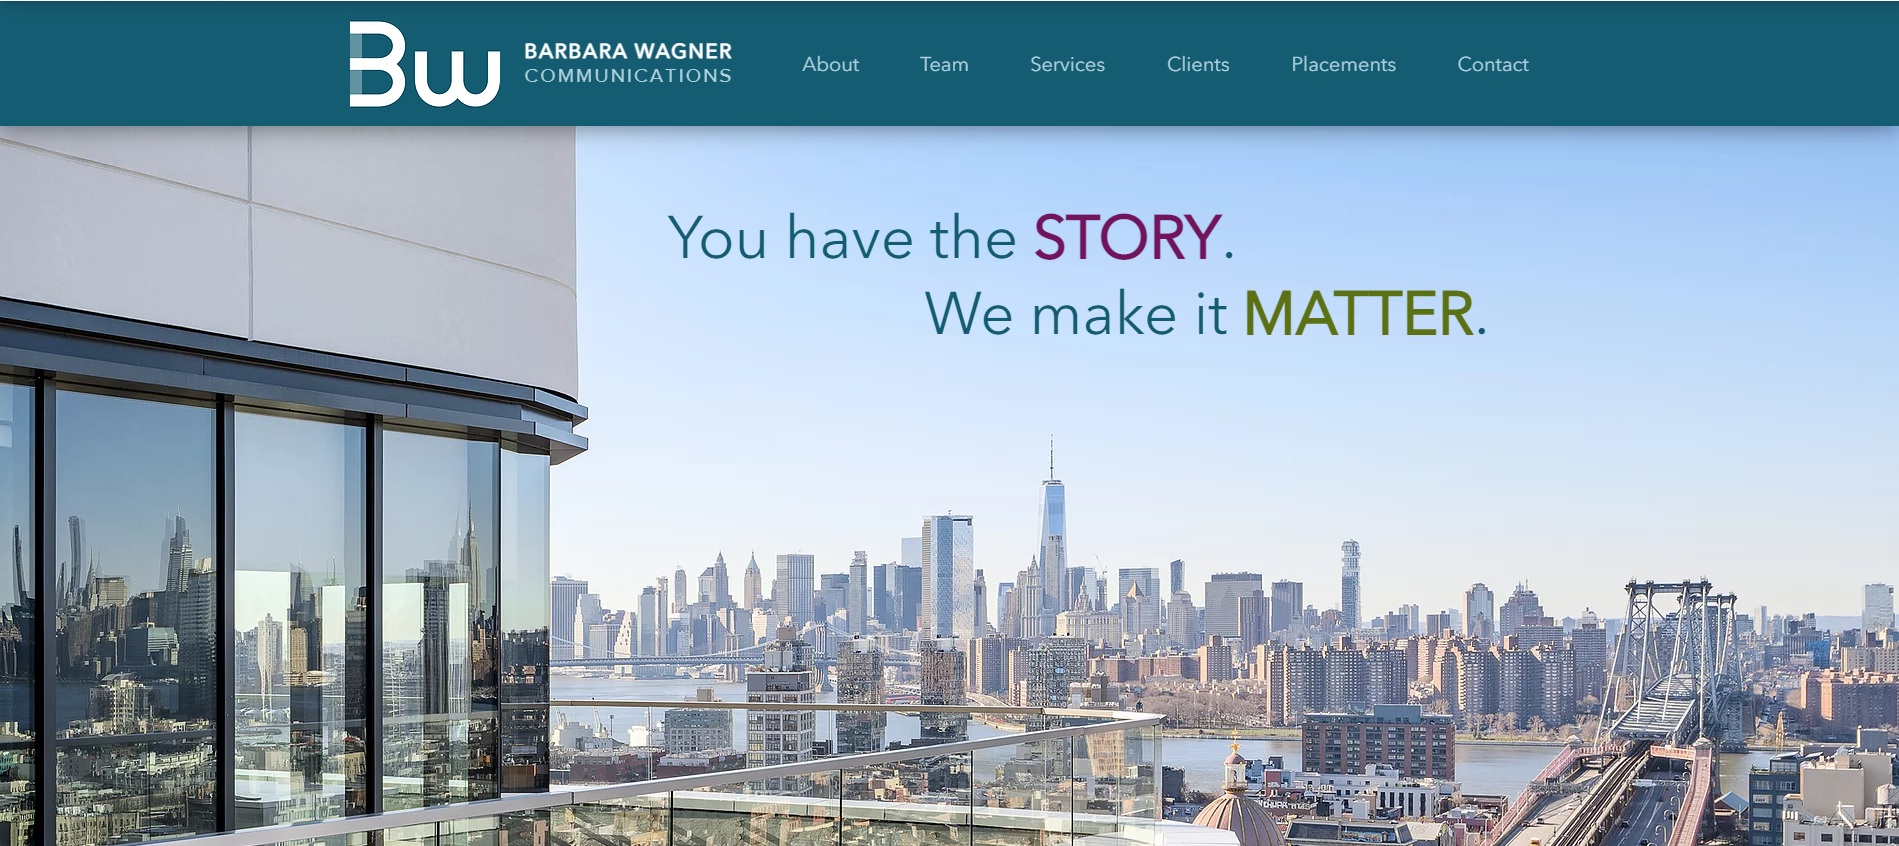 Bw
BARBARA WAGNER
COMMUNICATIONS
About
Team
Services
Clients
Placements
Contact
You have the STORY.
We make it MATTER.